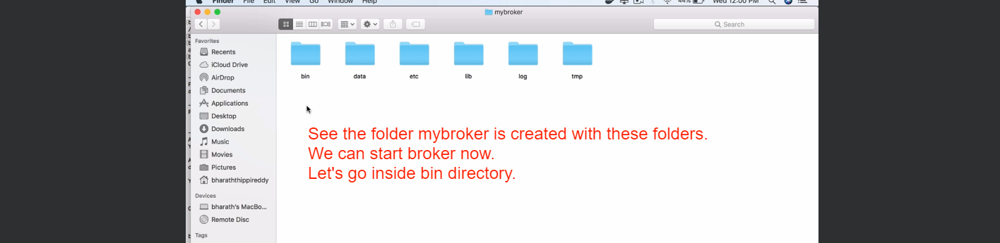 Finder File Edit View Go Window Help
44%
Wed 12:00 PM
mybroker
Search
Favorites
Recents
iCloud Drive
AirDrop
Documents
Applications
Desktop
Downloads
Music
Movies
Pictures
bharaththippireddy
Devices
bharath's MacBo...
Remote Disc
Tags
bin data etc lib log tmp
See the folder mybroker is created with these folders.
We can start broker now.
Let's go inside bin directory.